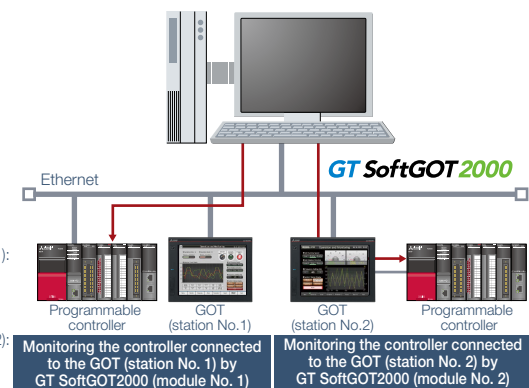 GT SoftGOT2000
Ethernet
):
Programmable
controller
GOT
(station No.1)
GOT
(station No.2)
Programmable
controller
2):
Monitoring the controller connected
to the GOT (station No. 1) by
GT SoftGOT2000 (module No. 1)
Monitoring the controller connected
to the GOT (station No. 2) by
GT SoftGOT2000 (module No. 2)